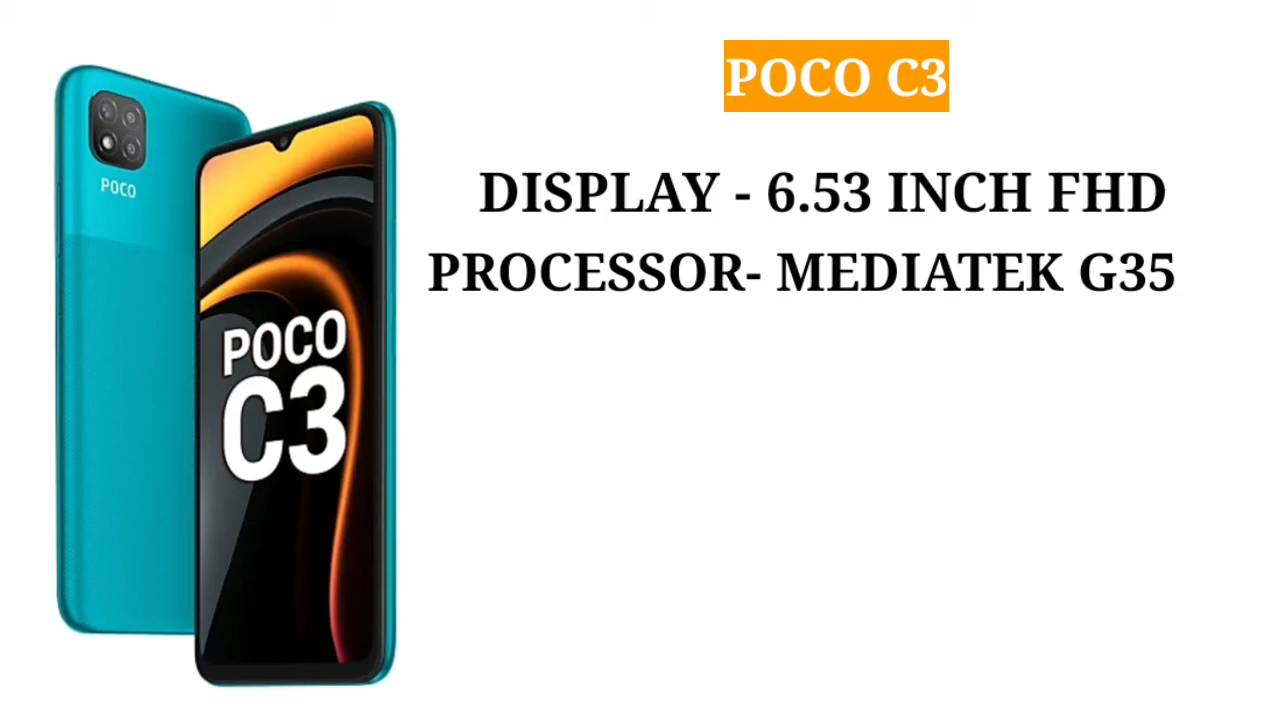 POCO C3
DISPLAY - 6.53 INCH FHD
PROCESSOR- MEDIATEK G35
POCO
POCO
C3